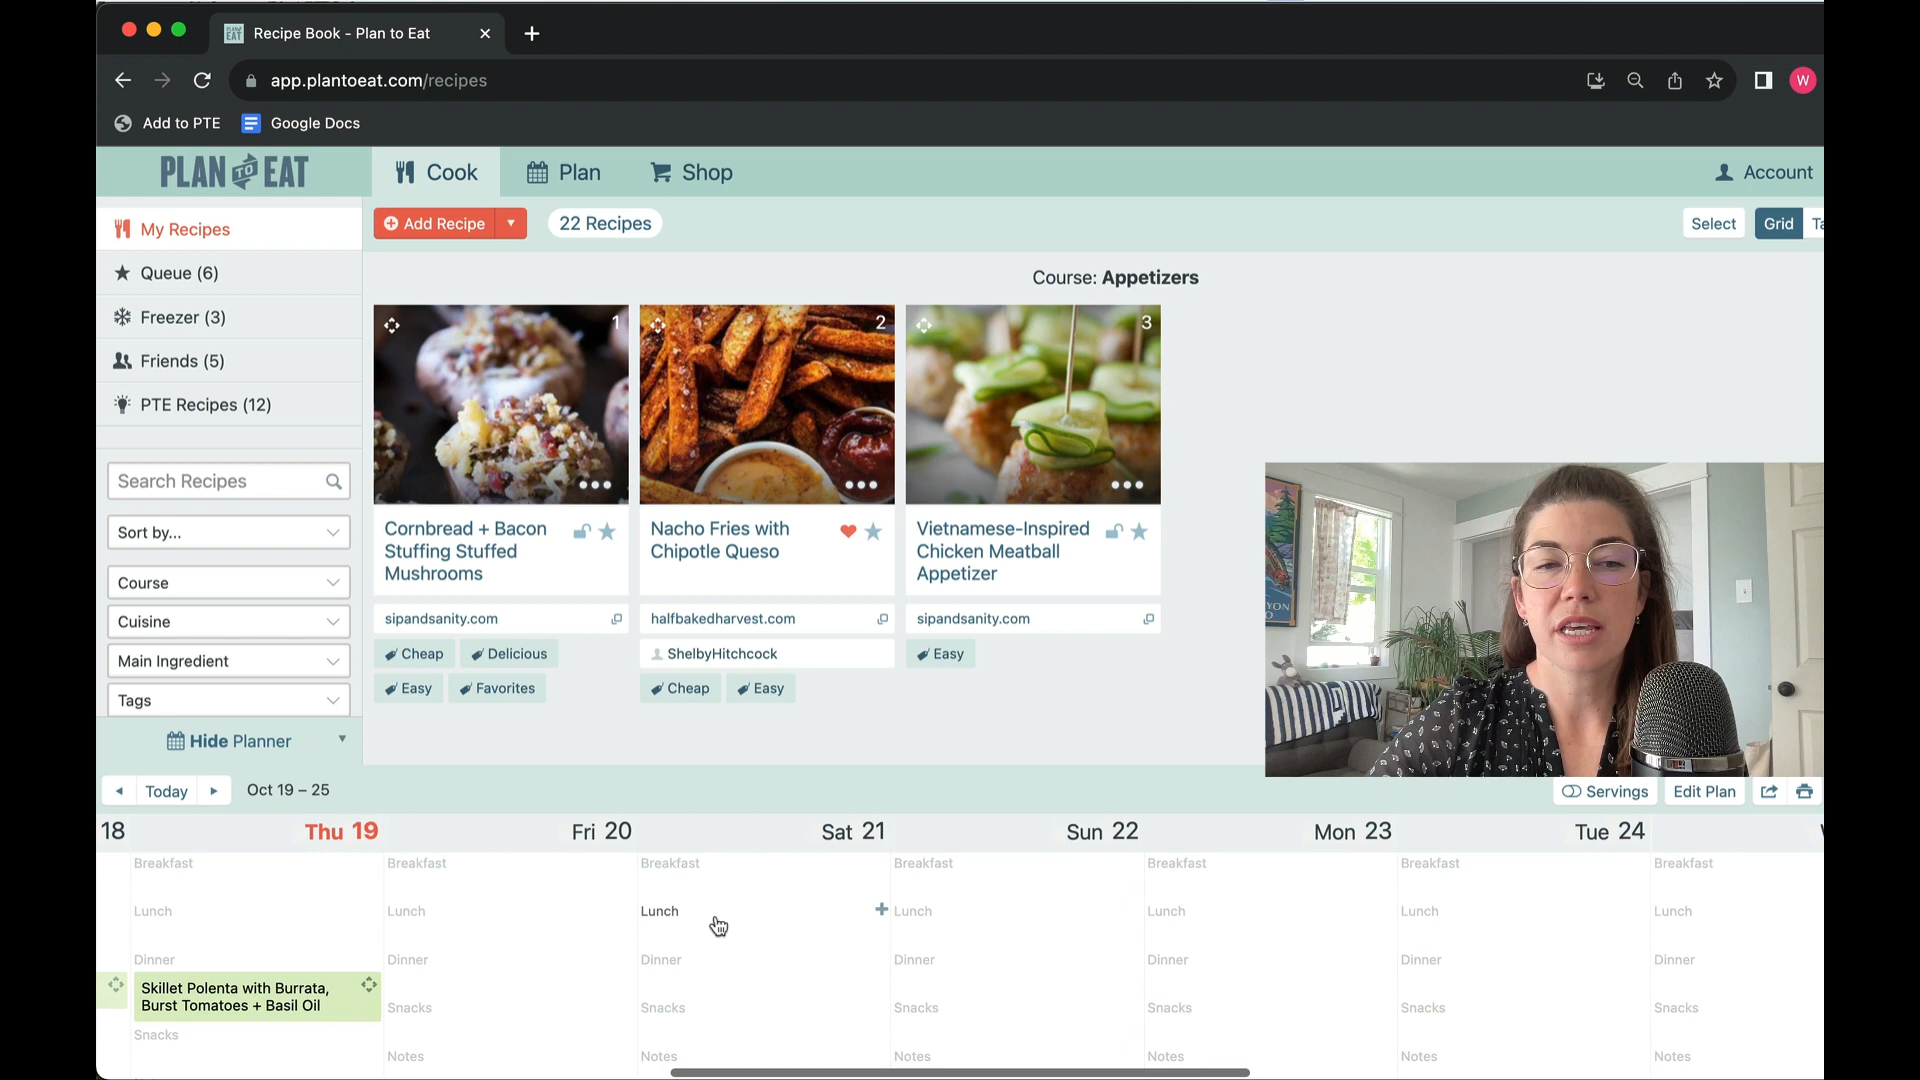 Recipe Book - Plan to Eat
app.plantoeat.com/recipes
W
Add to PTE
Google Docs
PLAN TO EAT
Cook
Plan
Shop
Account
My Recipes
Add Recipe
22 Recipes
Select
Grid
Queue (6)
Freezer (3)
Friends (5)
PTE Recipes (12)
Course: Appetizers
1
2
3
Search Recipes
Sort by...
Course
Cuisine
Main Ingredient
Tags
Cornbread + Bacon
Stuffing Stuffed
Mushrooms
sipandsanity.com
Cheap
Delicious
Easy
Favorites
Nacho Fries with
Chipotle Queso
halfbakedharvest.com
ShelbyHitchcock
Cheap
Easy
Vietnamese-Inspired
Chicken Meatball
Appetizer
sipandsanity.com
Easy
YON
Hide Planner
Today
Oct 19 – 25
Servings
Edit Plan
18
Thu 19
Fri 20
Sat 21
Sun 22
Mon 23
Tue 24
Breakfast
Breakfast
Breakfast
Breakfast
Breakfast
Breakfast
Breakfast
Lunch
Lunch
Lunch
Lunch
Lunch
Lunch
Lunch
Dinner
Dinner
Dinner
Dinner
Dinner
Dinner
Dinner
Skillet Polenta with Burrata,
Burst Tomatoes + Basil Oil
Snacks
Snacks
Snacks
Snacks
Snacks
Snacks
Snacks
Notes
Notes
Notes
Notes
Notes
Notes